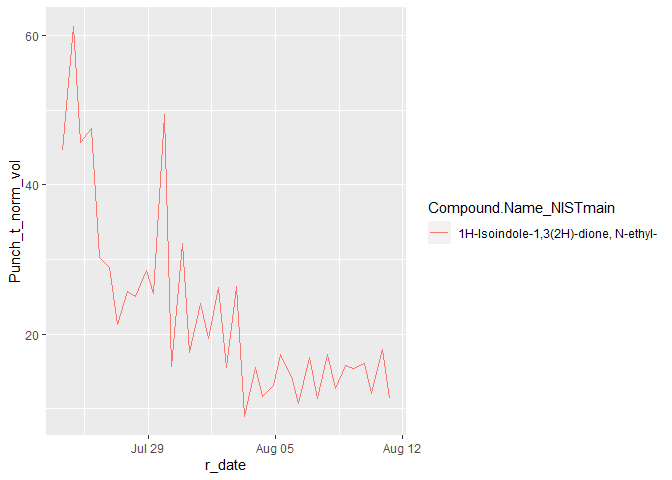 60
40
20
Punch_t_norm_vol
Jul 29
Aug 05
Aug 12
r_date
Compound.Name_NISTmain
1H-Isoindole-1,3(2H)-dione, N-ethyl-